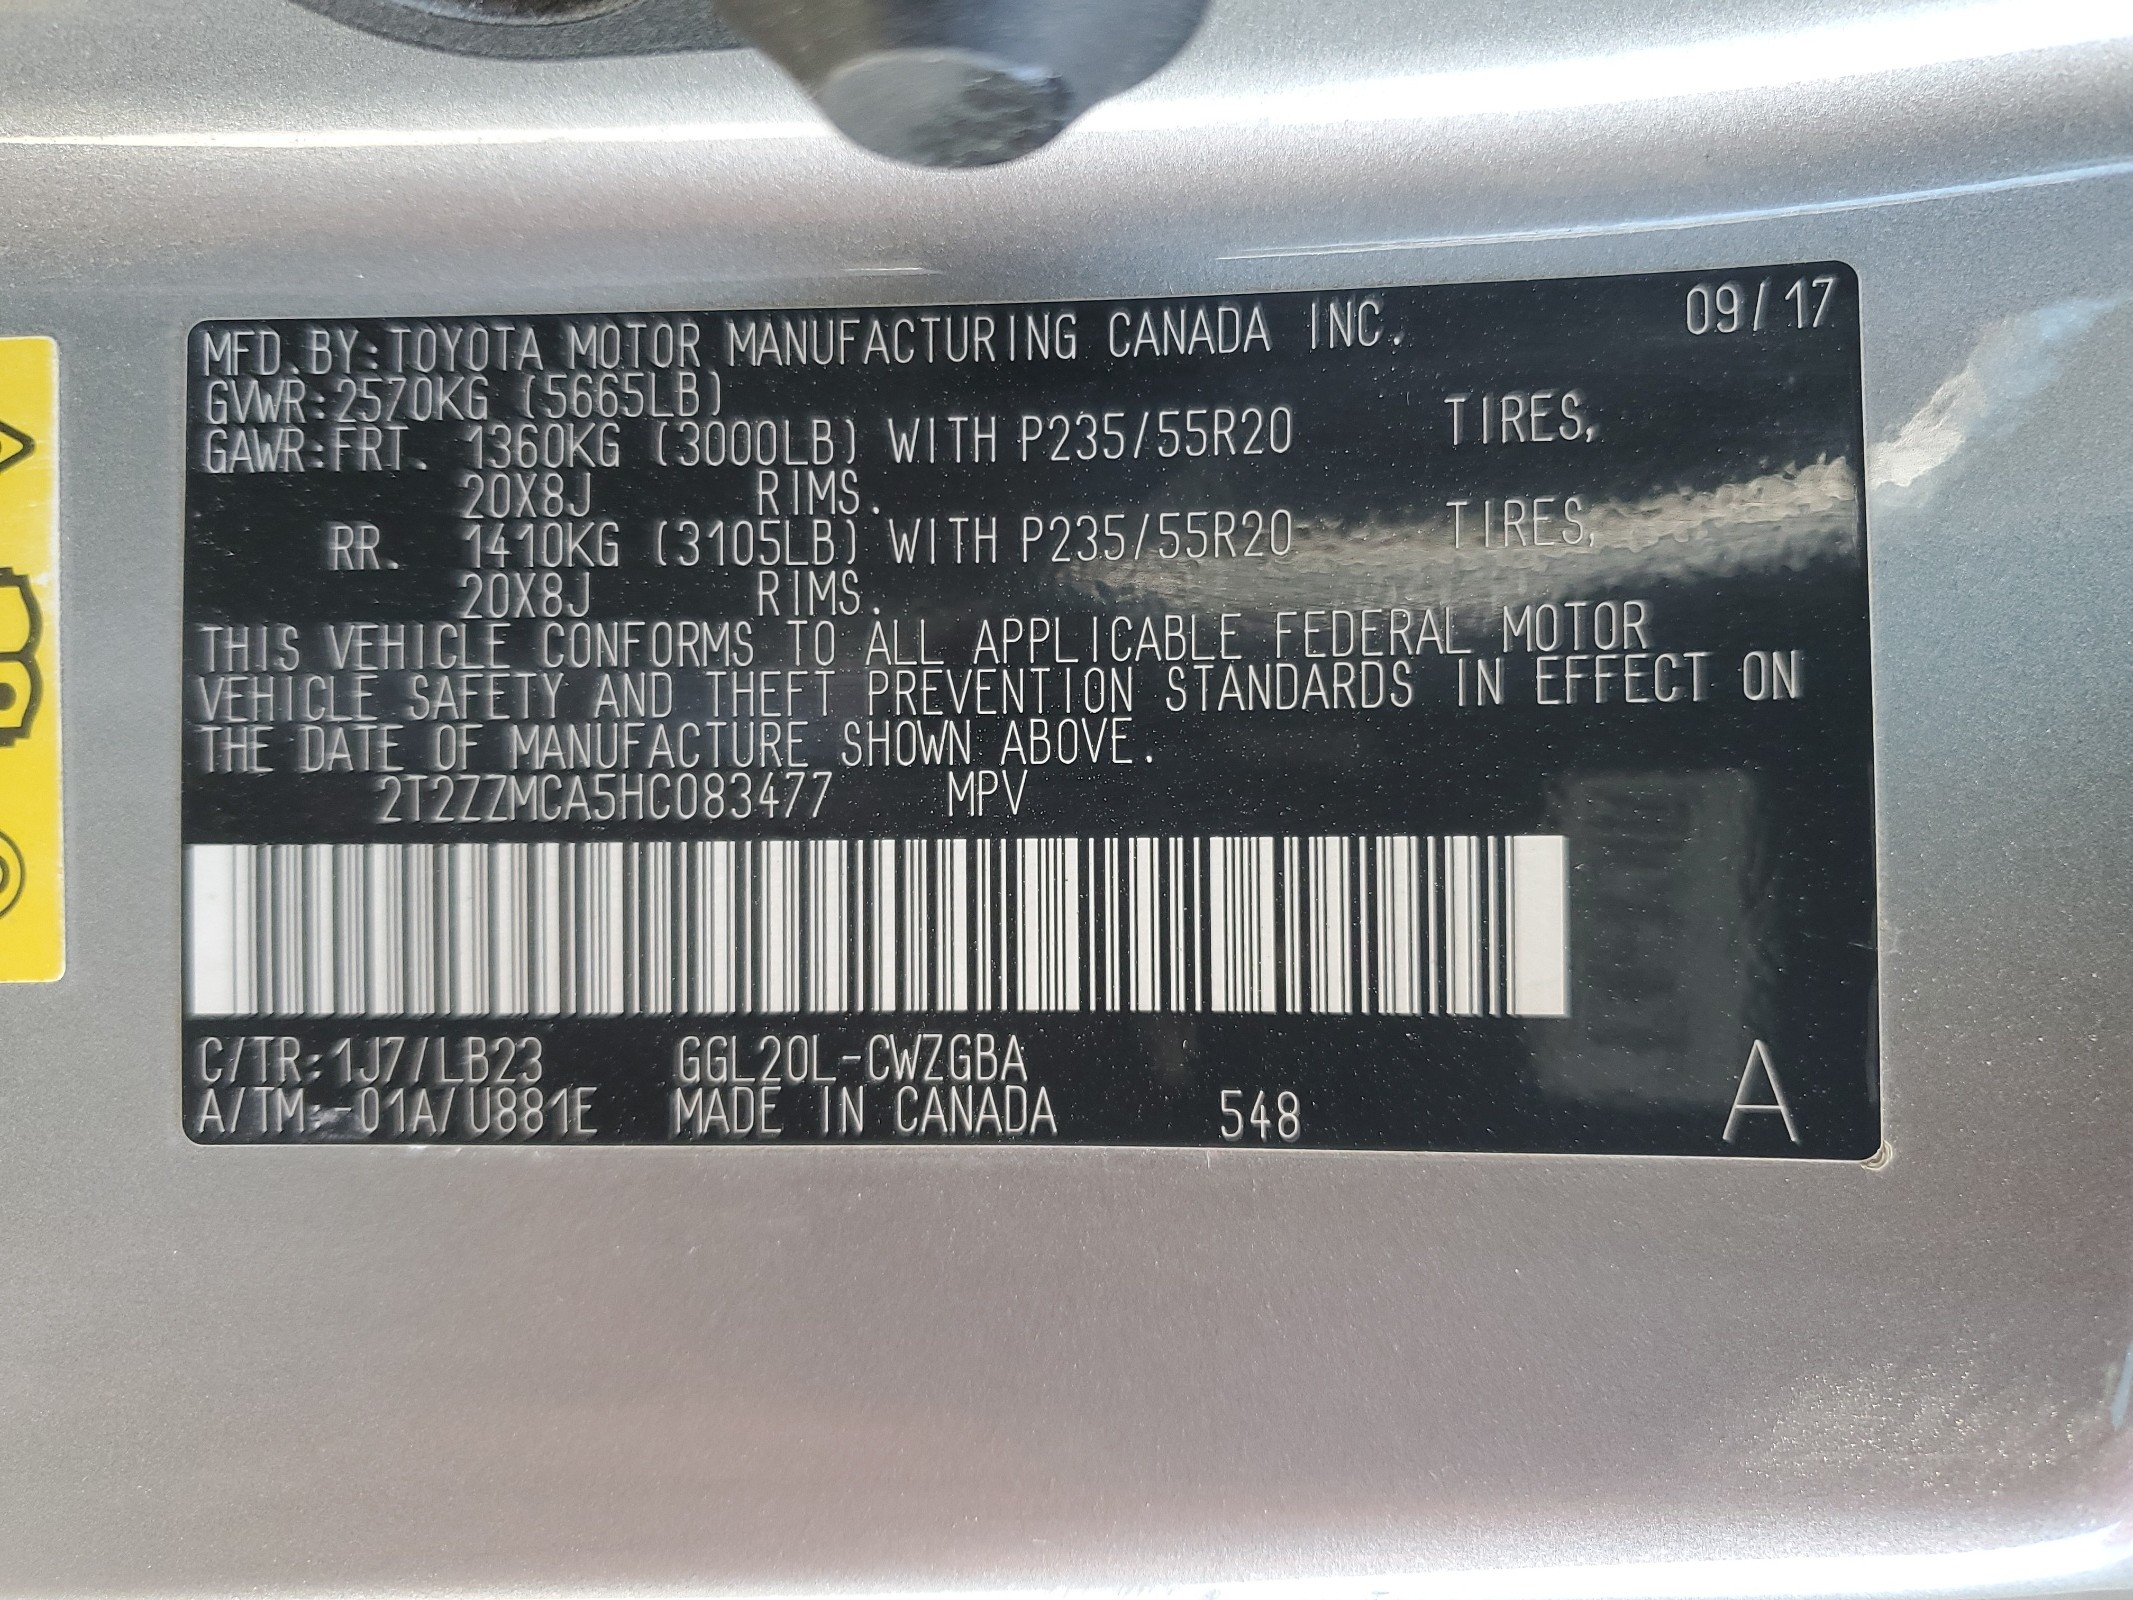 MFD.BY:TOYOTA MOTOR MANUFACTURING CANADA INC. 09/17
GVWR:2570KG (5665LB)
GAWR:FRT. 1360KG (3000LB) WITH P235/55R20 TIRES,
20X8J RIMS.
RR. 1410KG (3105LB) WITH P235/55R20 TIRES,
20X8J RIMS.
THIS VEHICLE CONFORMS TO ALL APPLICABLE FEDERAL MOTOR
VEHICLE SAFETY AND THEFT PREVENTION STANDARDS IN EFFECT ON
THE DATE OF MANUFACTURE SHOWN ABOVE.
2T2ZZMCA5HC083477 MPV
C/TR:1J7/LB23 GGL20L-CWZGBA
A/TM:-01A/U881E MADE IN CANADA 548 A